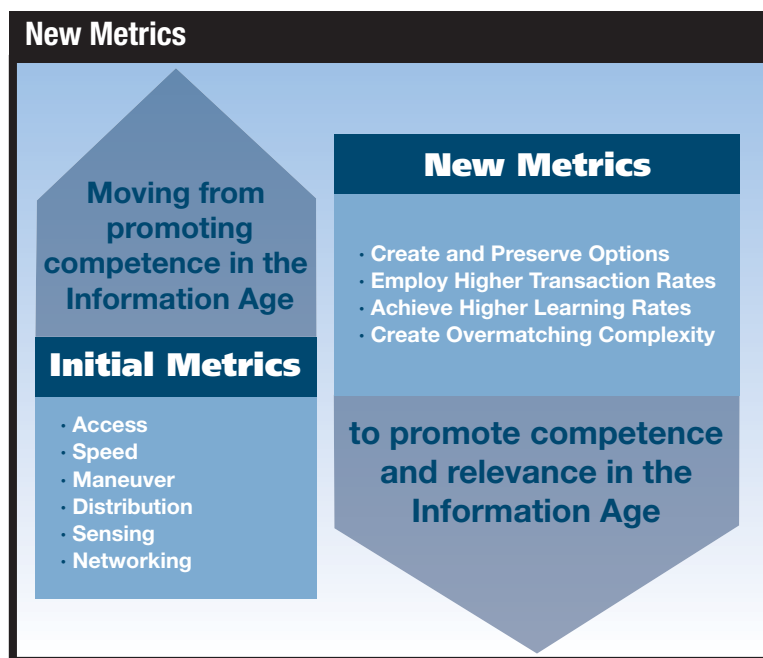 New Metrics
Moving from
promoting
competence in the
Information Age
Initial Metrics
· Access
· Speed
· Maneuver
· Distribution
· Sensing
· Networking
New Metrics
· Create and Preserve Options
· Employ Higher Transaction Rates
· Achieve Higher Learning Rates
· Create Overmatching Complexity
to promote competence
and relevance in the
Information Age